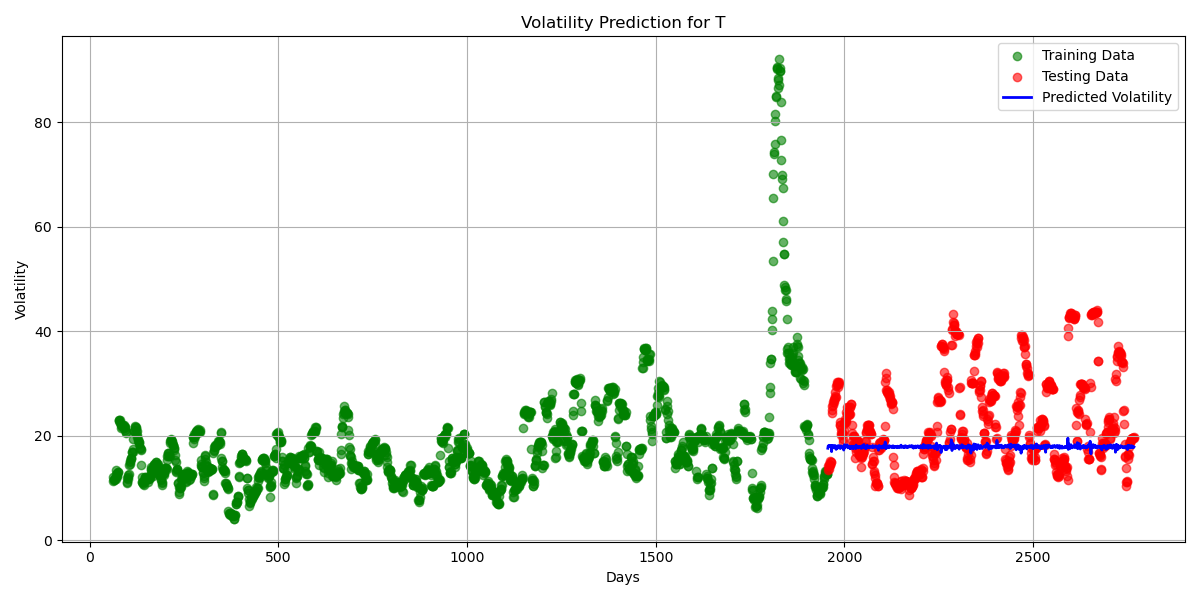 Volatility Prediction for T
Training Data
Testing Data
Predicted Volatility
80
60
40
20
0
Volatility
0 500 1000 1500 2000 2500
Days